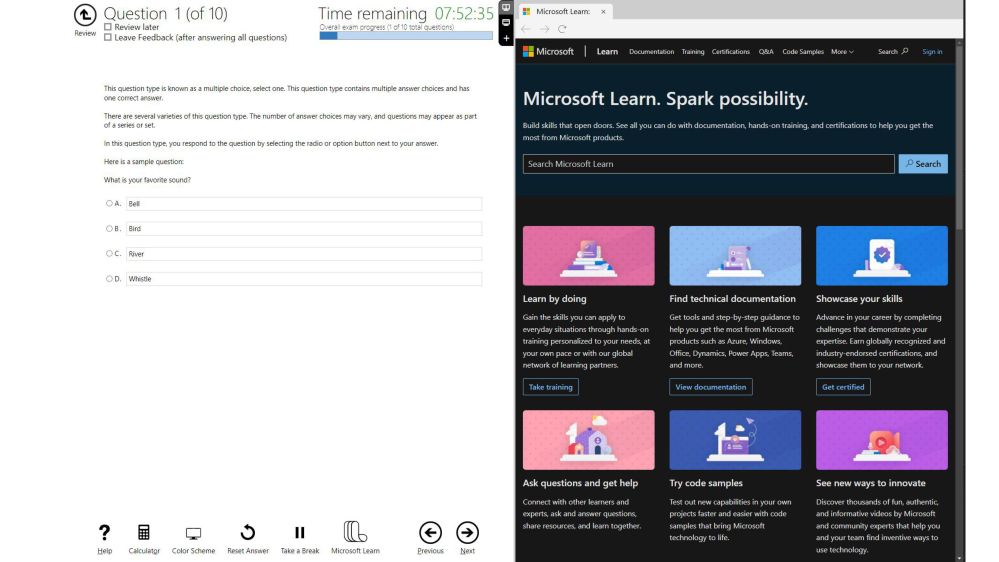 Question 1 (of 10)
Review later
Leave Feedback (after answering all questions)
Review
Time remaining 07:52:35
Overall exam progress (1 of 10 total questions)
This question type is known as a multiple choice, select one. This question type contains multiple answer choices and has
one correct answer.
There are several varieties of this question type. The number of answer choices may vary, and questions may appear as part
of a series or set.
In this question type, you respond to the question by selecting the radio or option button next to your answer.
Here is a sample question:
What is your favorite sound?
A. Bell
B. Bird
C. River
D. Whistle
Help
Calculator
Color Scheme
Reset Answer
Take a Break
Microsoft Learn
Previous
Next
Microsoft Learn:
Microsoft
Learn
Documentation
Training
Certifications
Q&A
Code Samples
More
Search
Sign in
Microsoft Learn. Spark possibility.
Build skills that open doors. See all you can do with documentation, hands-on training, and certifications to help you get the
most from Microsoft products.
Search Microsoft Learn
Search
Learn by doing
Gain the skills you can apply to
everyday situations through hands-on
training personalized to your needs, at
your own pace or with our global
network of learning partners.
Take training
Find technical documentation
Get tools and step-by-step guidance to
help you get the most from Microsoft
products such as Azure, Windows,
Office, Dynamics, Power Apps, Teams,
and more.
View documentation
Showcase your skills
Advance in your career by completing
challenges that demonstrate your
expertise. Earn globally recognized and
industry-endorsed certifications, and
showcase them to your network.
Get certified
Ask questions and get help
Connect with other learners and
experts, ask and answer questions,
share resources, and learn together.
Try code samples
Test out new capabilities in your own
projects faster and easier with code
samples that bring Microsoft
technology to life.
See new ways to innovate
Discover thousands of fun, authentic,
and informative videos by Microsoft
and community experts that help you
and your team find inventive ways to
use technology.